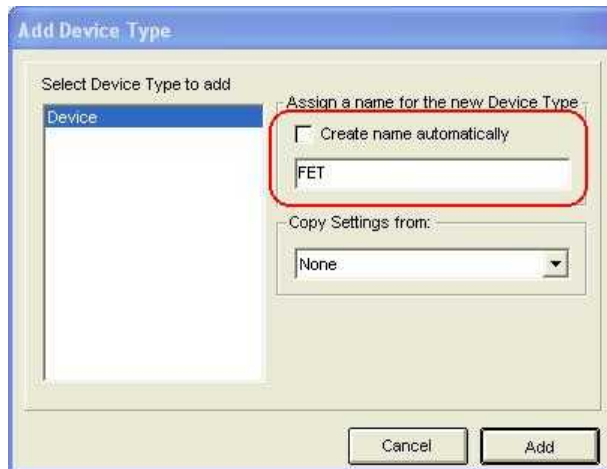 Add Device Type
Select Device Type to add
Device
Assign a name for the new Device Type
Create name automatically
FET
Copy Settings from:
None
Cancel
Add